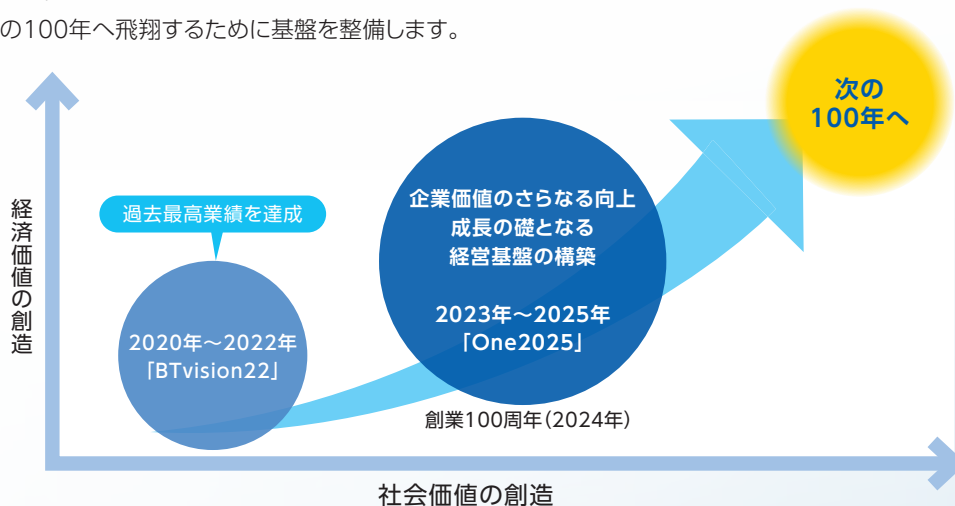 の100年へ飛翔するために基盤を整備します。
次の
100年へ
企業価値のさらなる向上
成長の礎となる
経営基盤の構築
2023年～2025年
「One2025」
過去最高業績を達成
2020年～2022年
「BTvision22」
創業100周年（2024年）
経済価値の創造
社会価値の創造